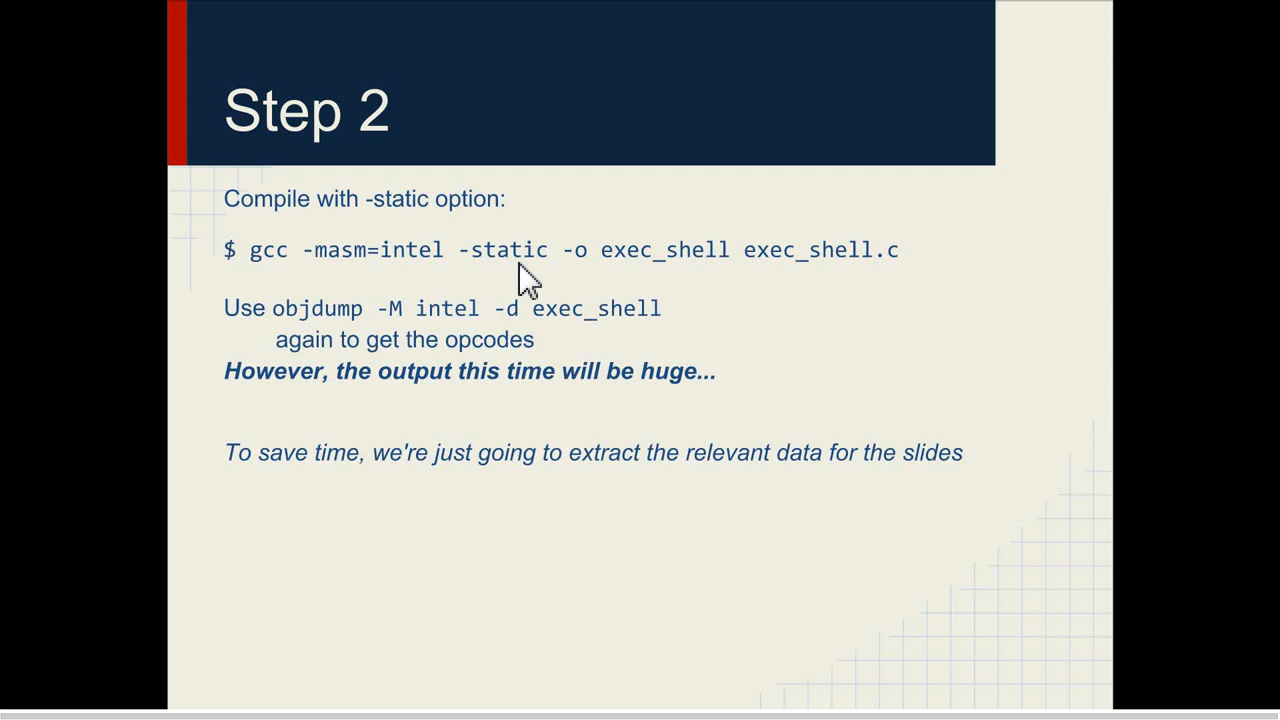 Step 2
Compile with -static option:
$ gcc -masm=intel -static -o exec_shell exec_shell.c
Use objdump -M intel -d exec_shell
again to get the opcodes
However, the output this time will be huge...
To save time, we're just going to extract the relevant data for the slides